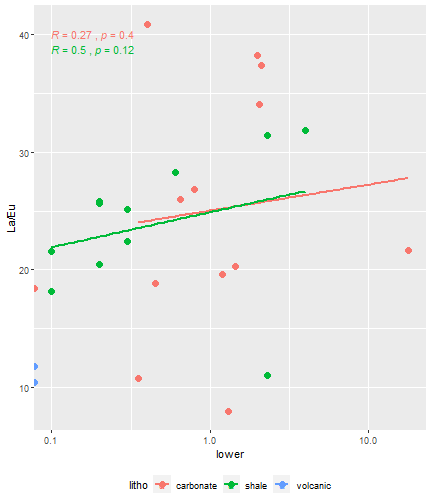 R = 0.27 , p = 0.4
R = 0.5 , p = 0.12
40
30
20
10
La/Eu
0.1 1.0 10.0
lower
litho carbonate shale volcanic